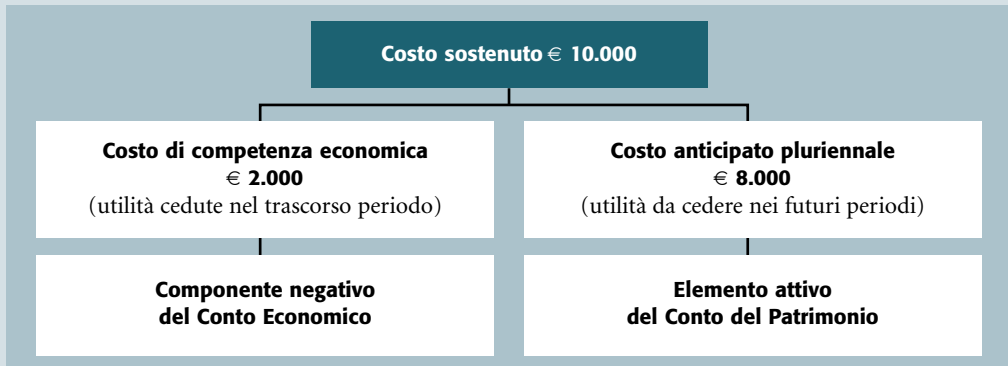 Costo sostenuto € 10.000
Costo di competenza economica
€ 2.000
(utilità cedute nel trascorso periodo)
Costo anticipato pluriennale
€ 8.000
(utilità da cedere nei futuri periodi)
Componente negativo
del Conto Economico
Elemento attivo
del Conto del Patrimonio